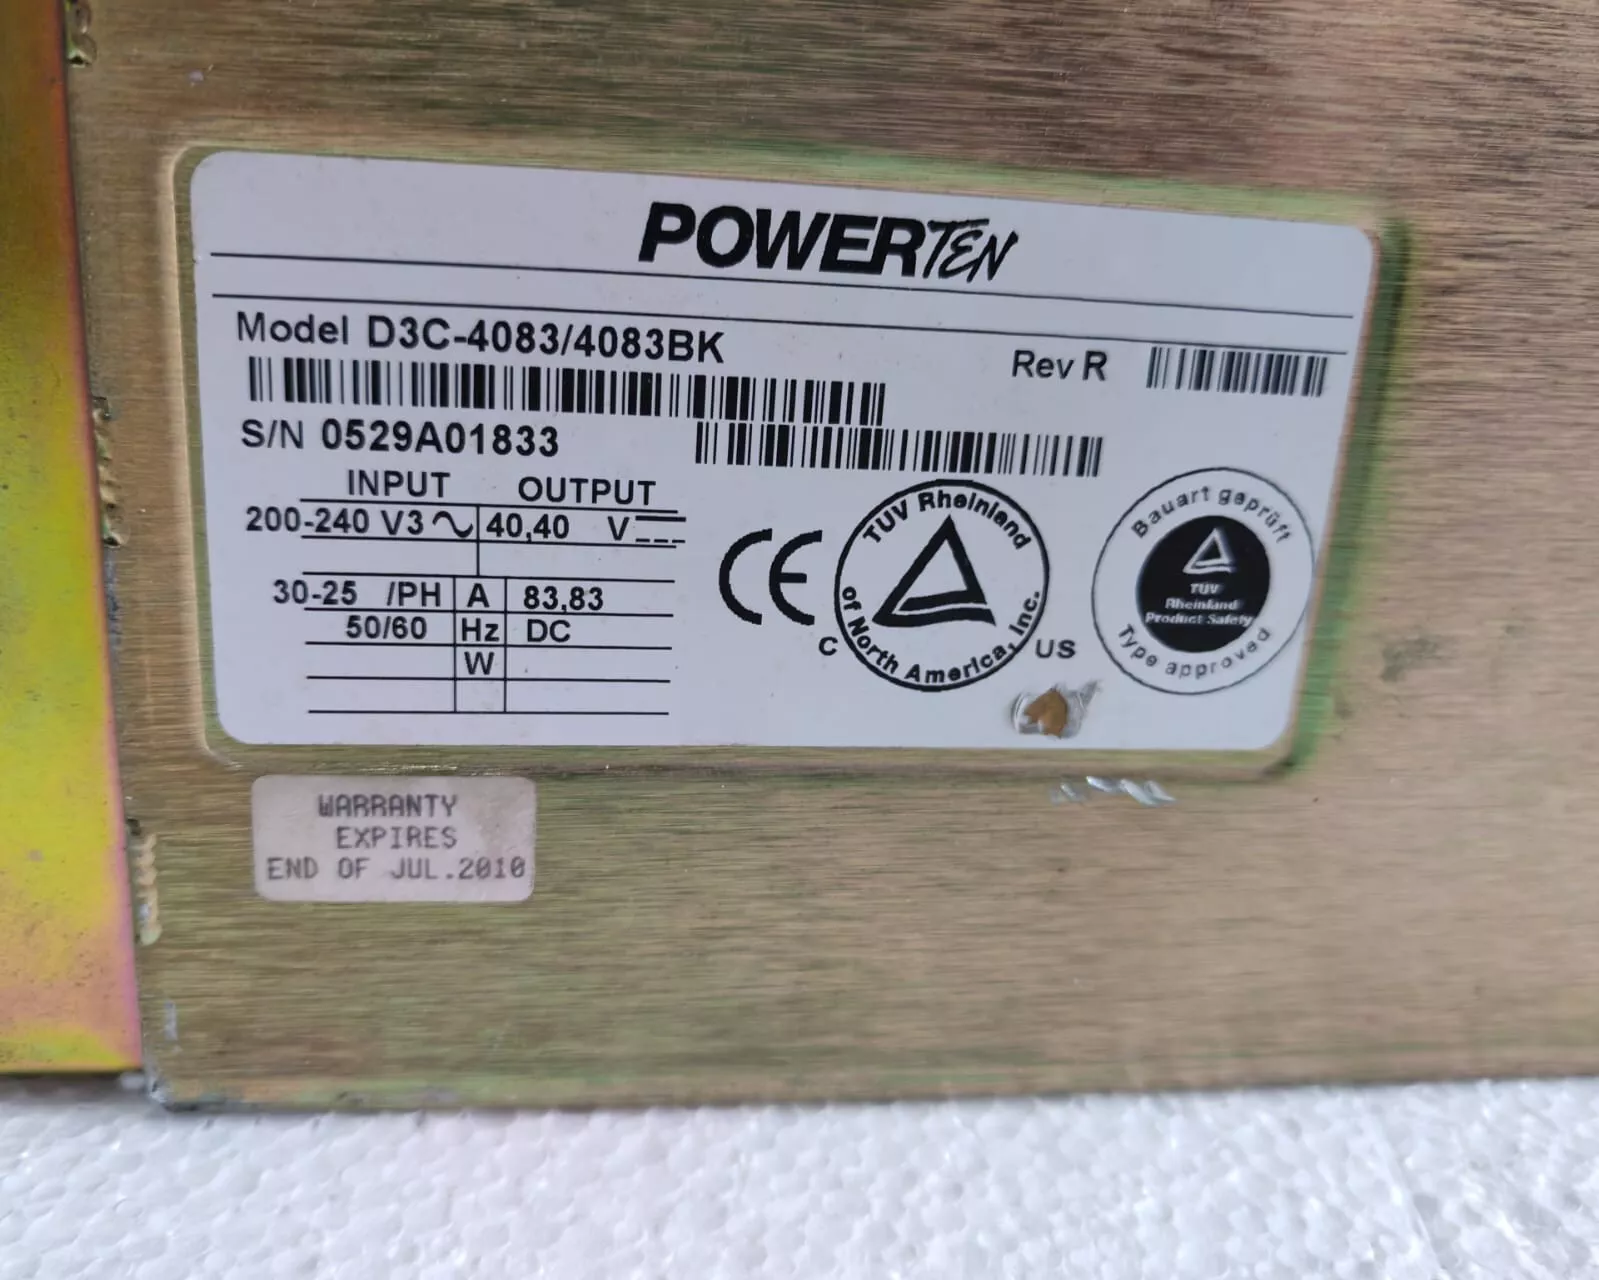 POWERTEN
Model D3C-4083/4083BK
Rev R
S/N 0529A01833
INPUT OUTPUT
200-240 V3 40,40 V
30-25 /PH A 83,83
50/60 Hz DC
W
CE
TUV Rheinland
of North America, Inc.
C US
Bauart geprüft
TUV
Rheinland
Product Safety
Type approved
WARRANTY
EXPIRES
END OF JUL.2010